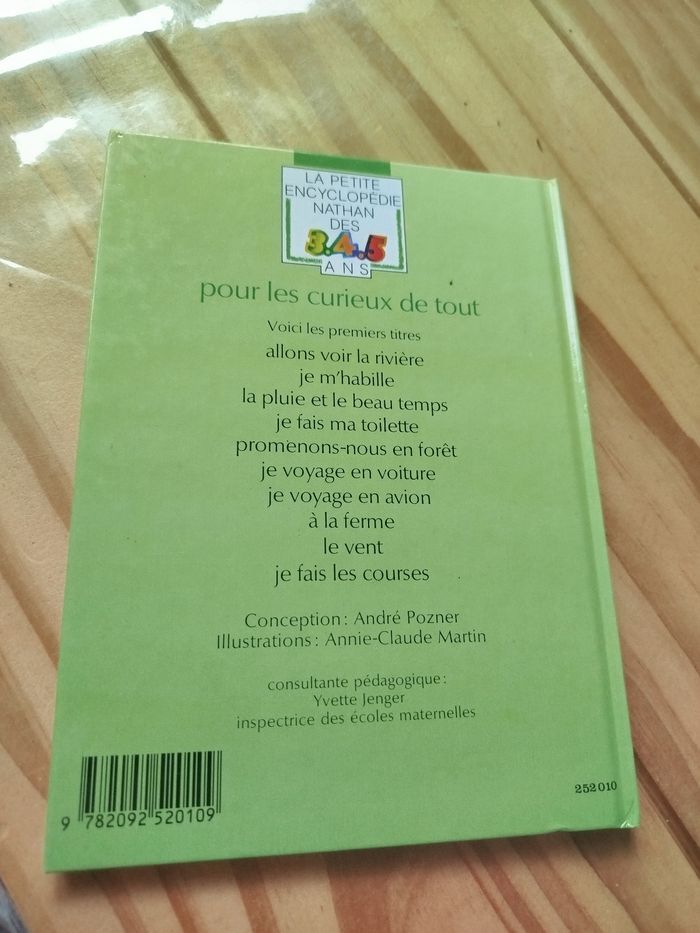 LA PETITE
ENCYCLOPÉDIE
NATHAN
DES
3.4.5
ANS
pour les curieux de tout
Voici les premiers titres
allons voir la rivière
je m'habille
la pluie et le beau temps
je fais ma toilette
promenons-nous en forêt
je voyage en voiture
je voyage en avion
à la ferme
le vent
je fais les courses
Conception : André Pozner
Illustrations : Annie-Claude Martin
consultante pédagogique :
Yvette Jenger
inspectrice des écoles maternelles
252010
9 782092 520109